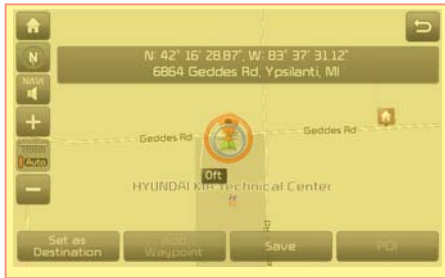 N: 42° 16' 28.87", W: 83° 37' 31.12"
6864 Geddes Rd, Ypsilanti, MI
N
NAVI
Geddes Rd
Geddes Rd
Auto
0ft
HYUNDAI KIA Technical Center
Set as
Destination
Add
Waypoint
Save
POI